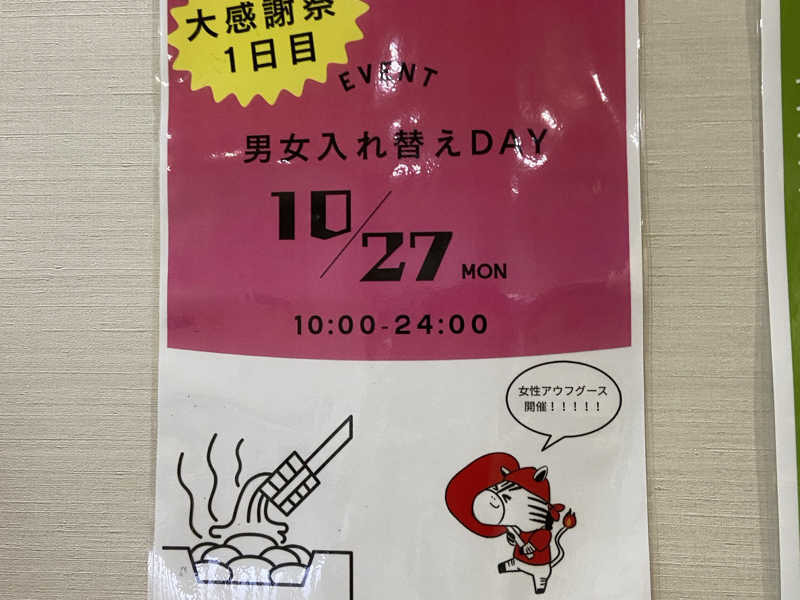 大感謝祭
1日目
EVENT
男女入れ替えDAY
10/27 MON
10:00-24:00
女性アウフグース
開催！！！！！